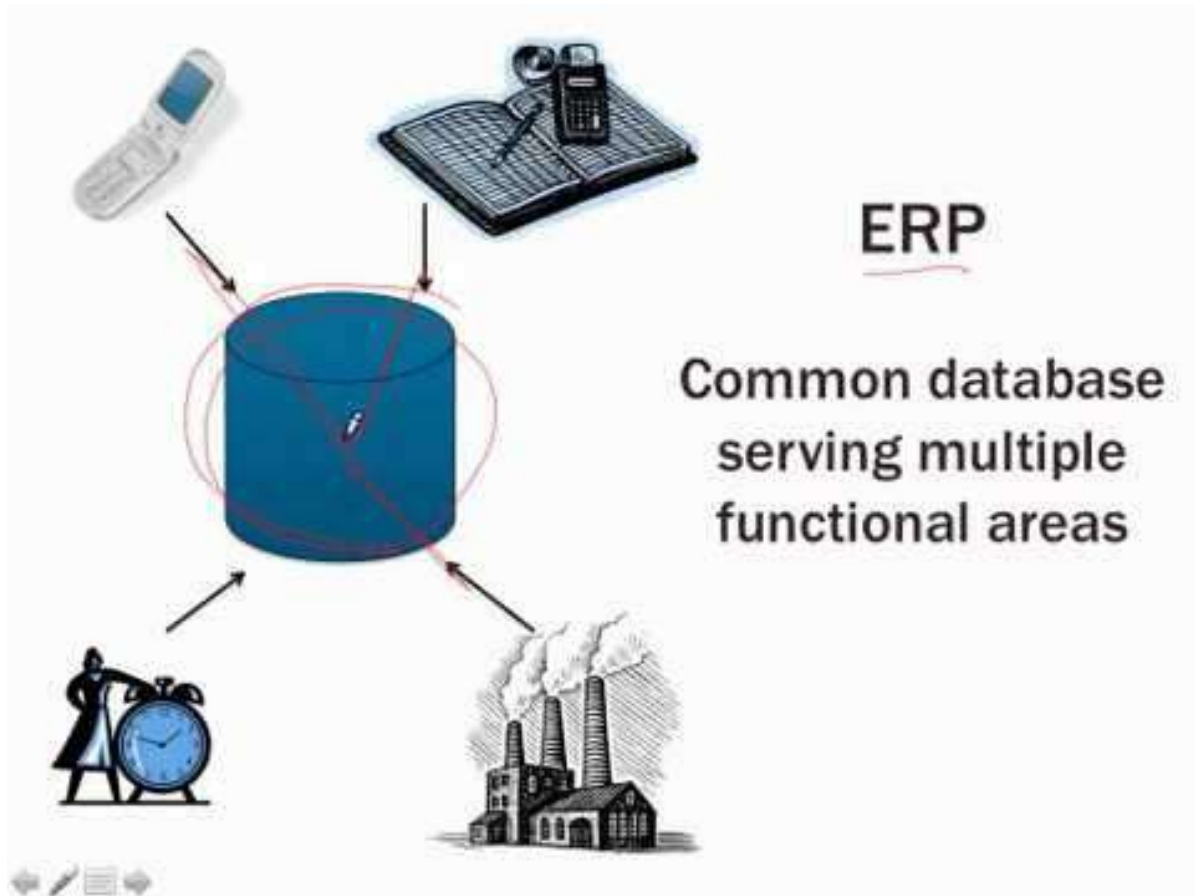 ERP
Common database
serving multiple
functional areas